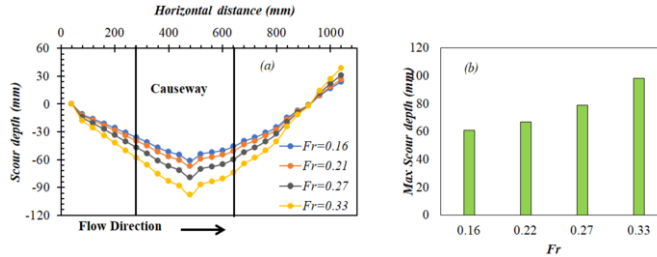 Horizontal distance (mm)
0 200 400 600 800 1000
60
30
0
-30
-60
-90
-120
Scour depth (mm)
(a)
Causeway
Fr=0.16
Fr=0.21
Fr=0.27
Fr=0.33
Flow Direction
120
100
80
60
40
20
0
Max Scour depth (mm)
(b)
0.16 0.22 0.27 0.33
Fr